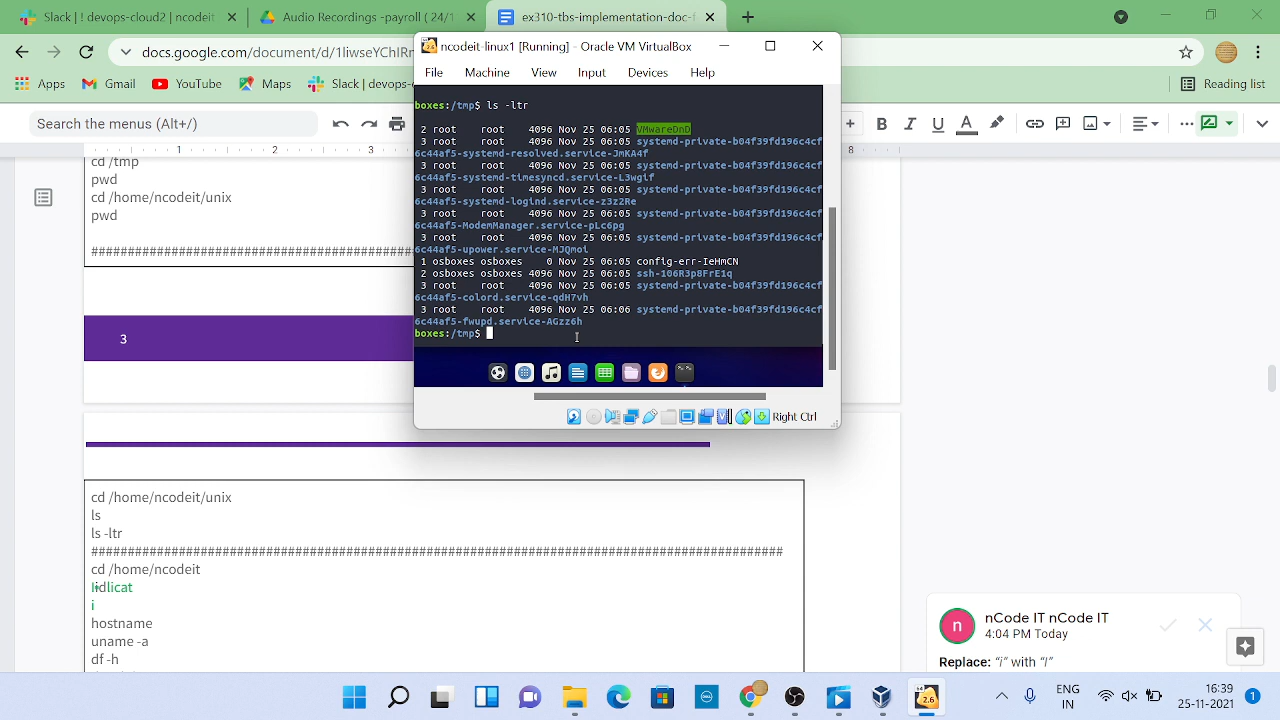 Slack | ! devops-cloud2 | ncodeit
Audio Recordings -payroll ( 24/1
ex310-tbs-implementation-doc-f
docs.google.com/document/d/1liwseYChIRr
Apps
Gmail
YouTube
Maps
Slack | devops-c
Reading list
Search the menus (Alt+/)
1
2
3
8
cd /tmp
pwd
cd /home/ncodeit/unix
pwd
3
ncodeit-linux1 [Running] - Oracle VM VirtualBox
File Machine View Input Devices Help
boxes:/tmp$ ls -ltr
2 root root 4096 Nov 25 06:05 VMwareDnD
3 root root 4096 Nov 25 06:05 systemd-private-b04f39fd196c4cf
6c44af5-systemd-resolved.service-JmKA4f
3 root root 4096 Nov 25 06:05 systemd-private-b04f39fd196c4cf
6c44af5-systemd-timesyncd.service-L3wgif
3 root root 4096 Nov 25 06:05 systemd-private-b04f39fd196c4cf
6c44af5-systemd-logind.service-z3z2Re
3 root root 4096 Nov 25 06:05 systemd-private-b04f39fd196c4cf
6c44af5-ModemManager.service-pLc6pg
3 root root 4096 Nov 25 06:05 systemd-private-b04f39fd196c4cf
6c44af5-upower.service-MJQmoi
1 osboxes osboxes 0 Nov 25 06:05 config-err-IeHmCN
2 osboxes osboxes 4096 Nov 25 06:05 ssh-106R3p8FrE1q
3 root root 4096 Nov 25 06:05 systemd-private-b04f39fd196c4cf
6c44af5-colord.service-qdH7vh
3 root root 4096 Nov 25 06:06 systemd-private-b04f39fd196c4cf
6c44af5-fwupd.service-AGzz6h
boxes:/tmp$
Right Ctrl
cd /home/ncodeit/unix
ls
ls -ltr
cd /home/ncodeit
i
hostname
uname -a
df -h
nCode IT nCode IT
4:04 PM Today
Replace: “i” with “l”
ENG
IN
16:39
25-11-2021
1